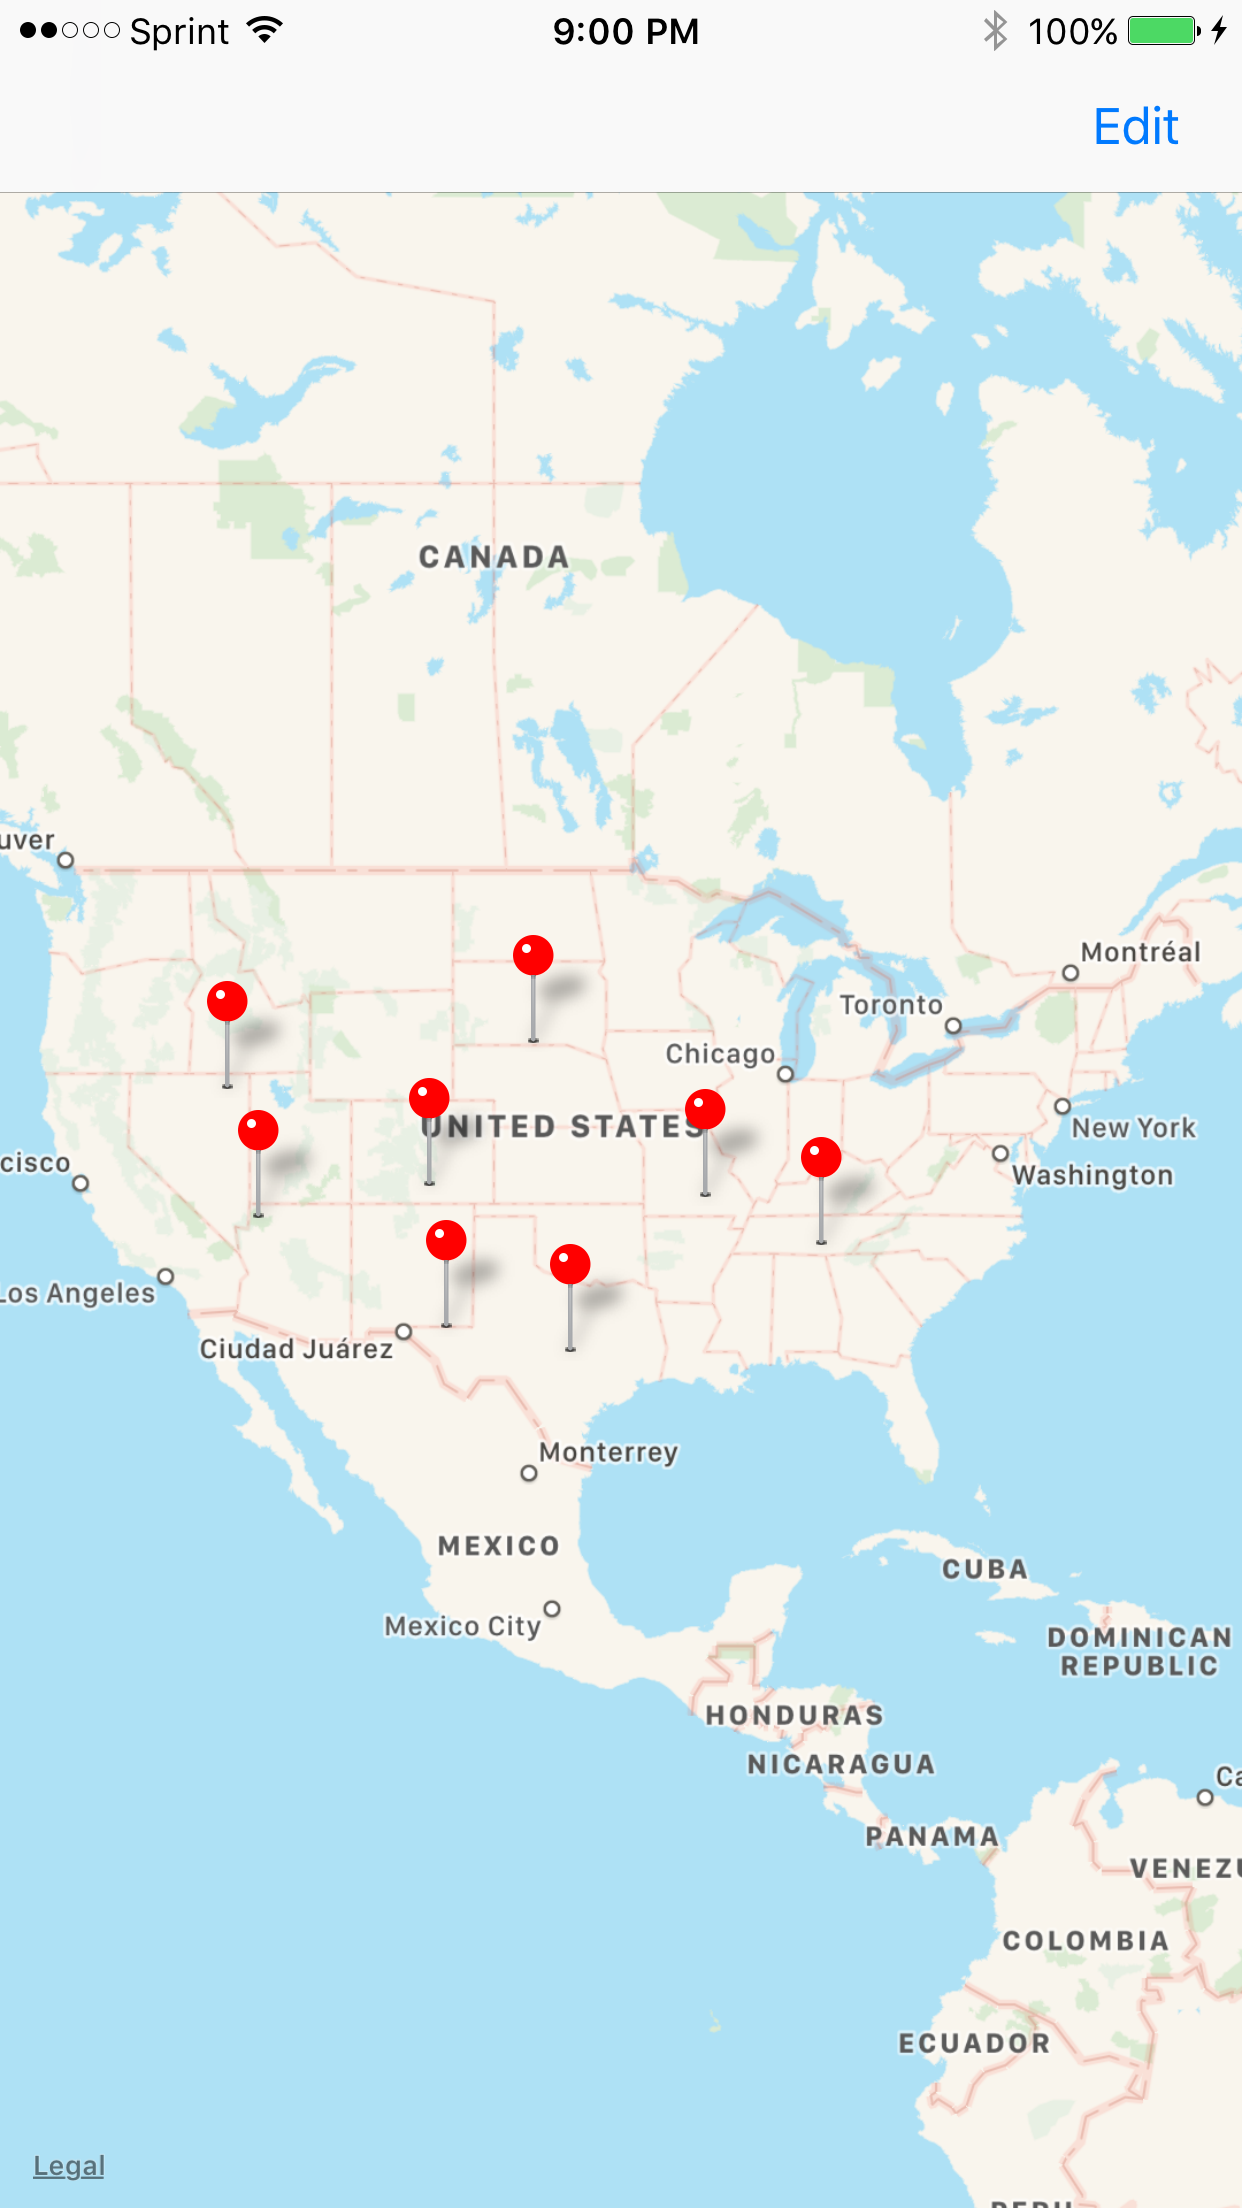 Sprint 9:00 PM 100%
Edit
CANADA
uver
Montréal
Toronto
Chicago
UNITED STATES
New York
cisco
Washington
Los Angeles
Ciudad Juárez
Monterrey
MEXICO
CUBA
Mexico City
DOMINICAN
REPUBLIC
HONDURAS
NICARAGUA
Ca
PANAMA
VENEZU
COLOMBIA
ECUADOR
Legal
PERU